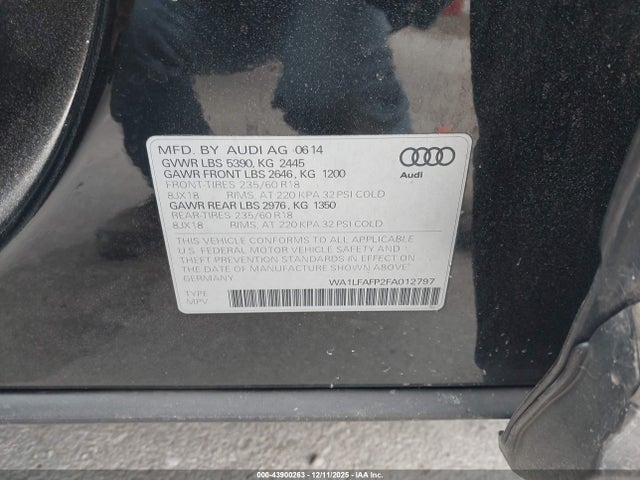 MFD. BY AUDI AG 0614
GVWR LBS 5390, KG 2445
GAWR FRONT LBS 2646, KG 1200
FRONT-TIRES 235/60 R18
8JX18 RIMS, AT 220 KPA 32 PSI COLD
GAWR REAR LBS 2976, KG 1350
REAR-TIRES 235/60 R18
8JX18 RIMS, AT 220 KPA 32 PSI COLD
THIS VEHICLE CONFORMS TO ALL APPLICABLE
U.S. FEDERAL MOTOR VEHICLE SAFETY AND
THEFT PREVENTION STANDARDS IN EFFECT ON
THE DATE OF MANUFACTURE SHOWN ABOVE
GERMANY
Audi
WA1LFAFP2FA012797
TYPE:
MPV
000-43900263 - 12/11/2025 - IAAI.COM